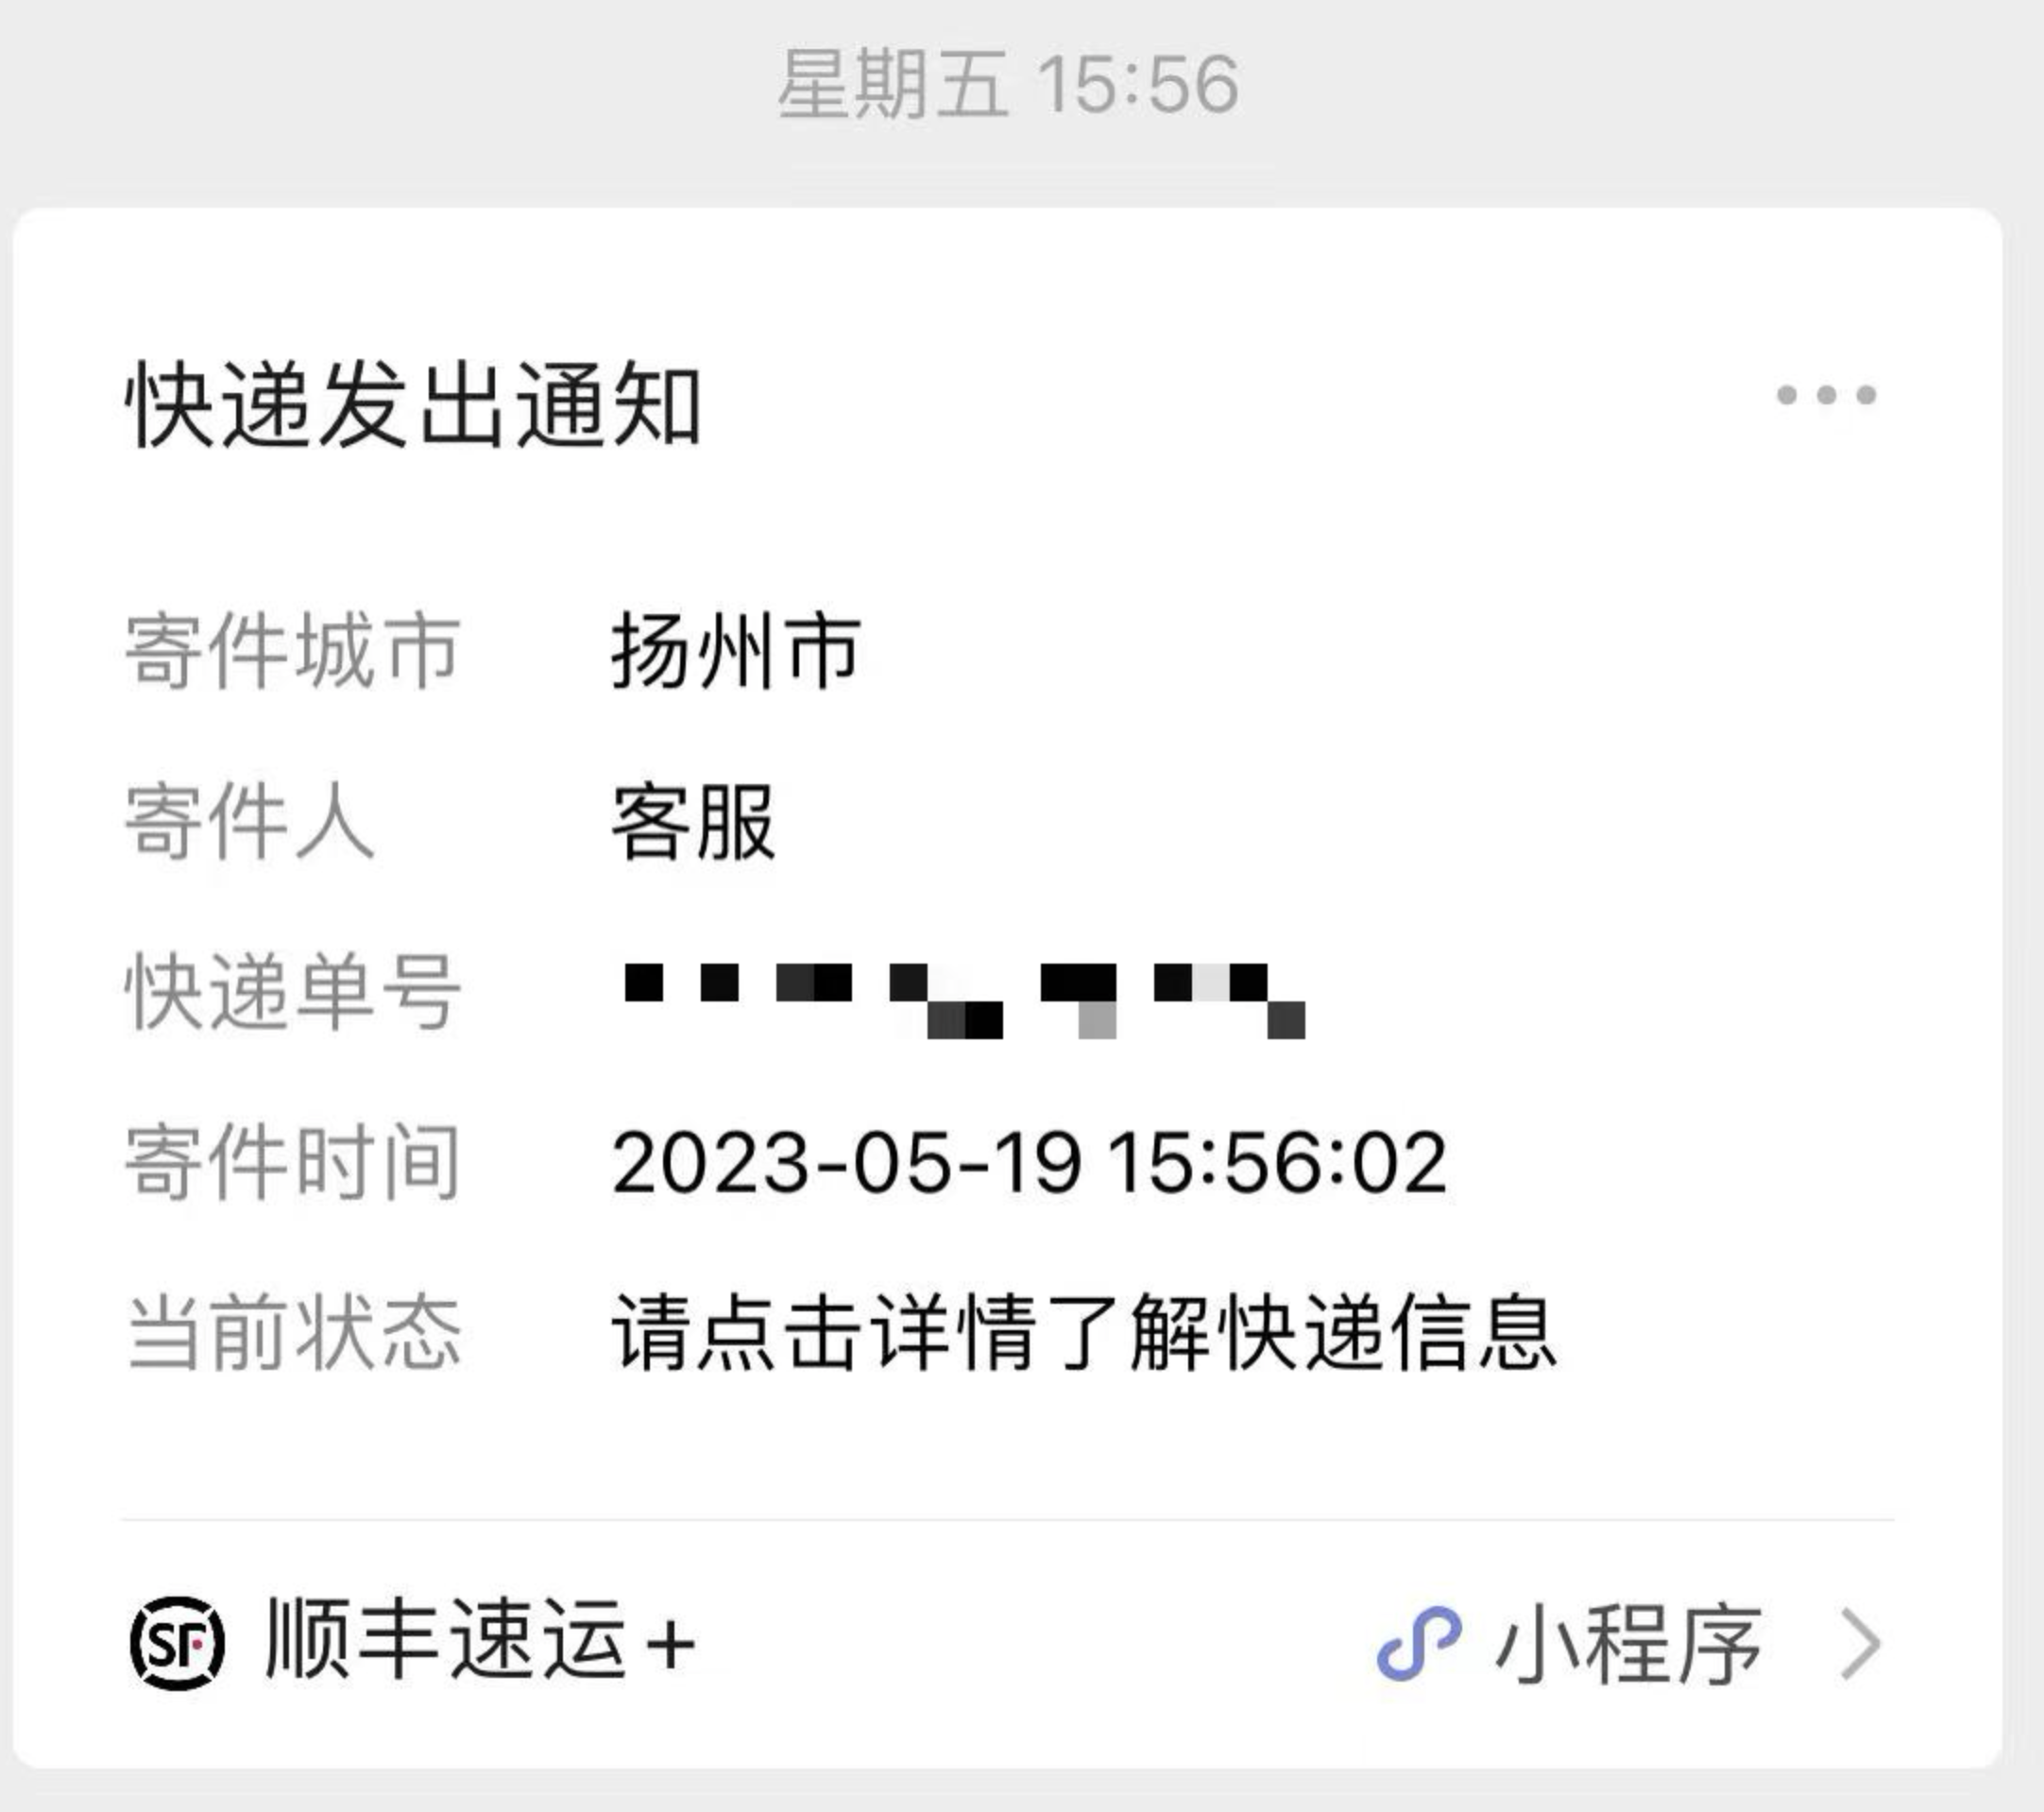 星期五 15:56
快递发出通知
寄件城市 扬州市
寄件人 客服
快递单号
寄件时间 2023-05-19 15:56:02
当前状态 请点击详情了解快递信息
SF 顺丰速运+ 小程序